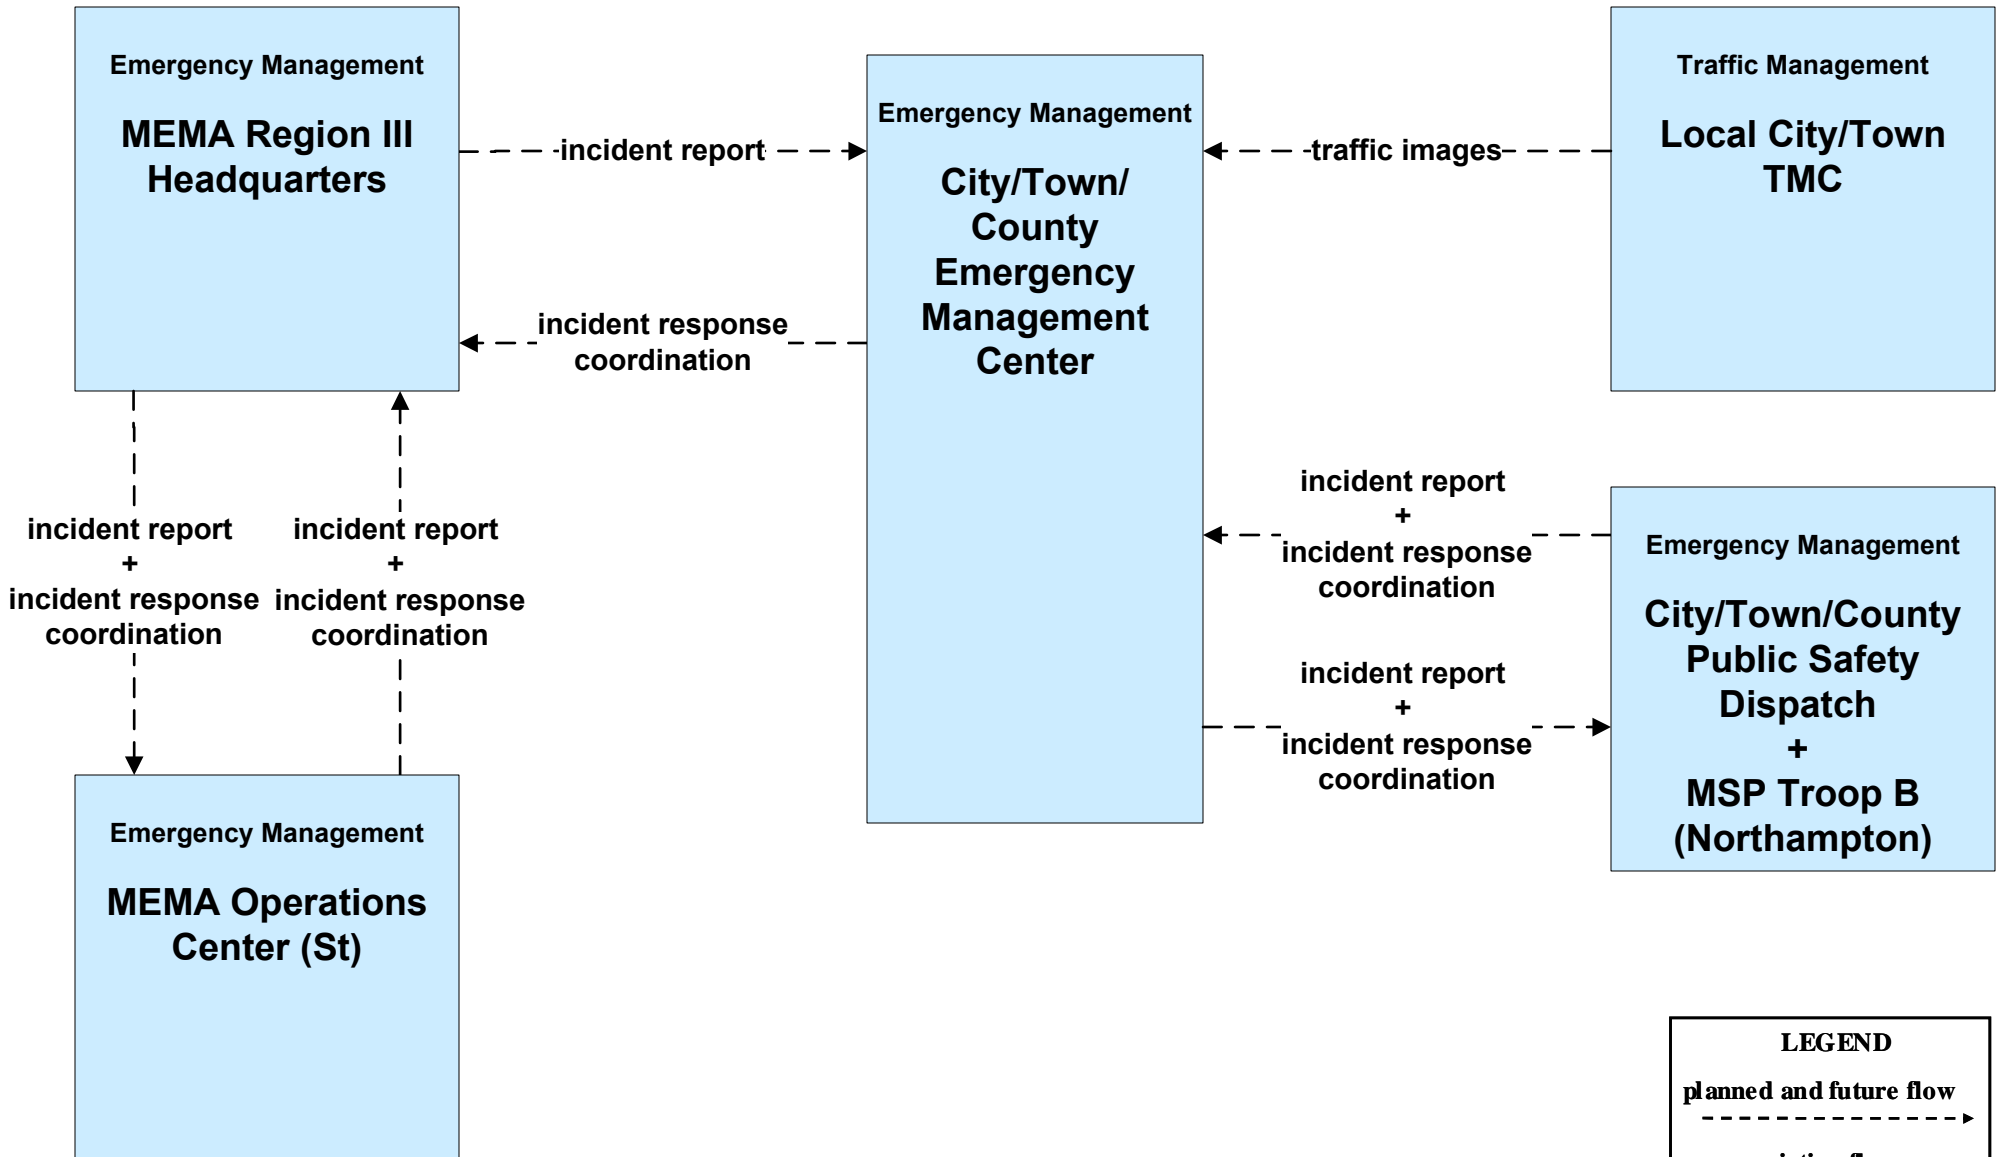 Emergency Management
MEMA Region III
Headquarters
incident report
incident response
coordination
Emergency Management
City/Town/
County
Emergency
Management
Center
traffic images
Traffic Management
Local City/Town
TMC
incident report
+
incident response
coordination
incident report
+
incident response
coordination
incident report
+
incident response
coordination
incident report
+
incident response
coordination
Emergency Management
City/Town/County
Public Safety
Dispatch
+
MSP Troop B
(Northampton)
Emergency Management
MEMA Operations
Center (St)
LEGEND
planned and future flow